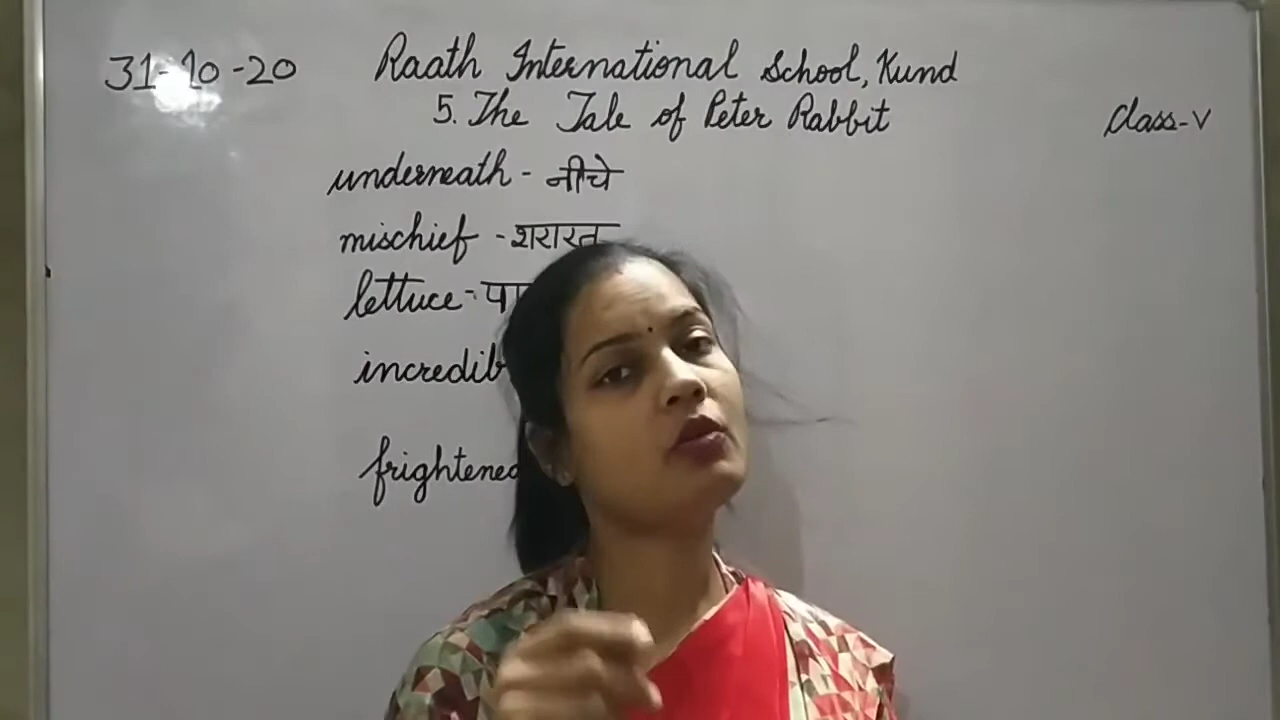 31-10-20 Raath International School, Kund
5. The Tale of Peter Rabbit Class-V
underneath - नीचे
mischief - शरारत
lettuce -
frightened